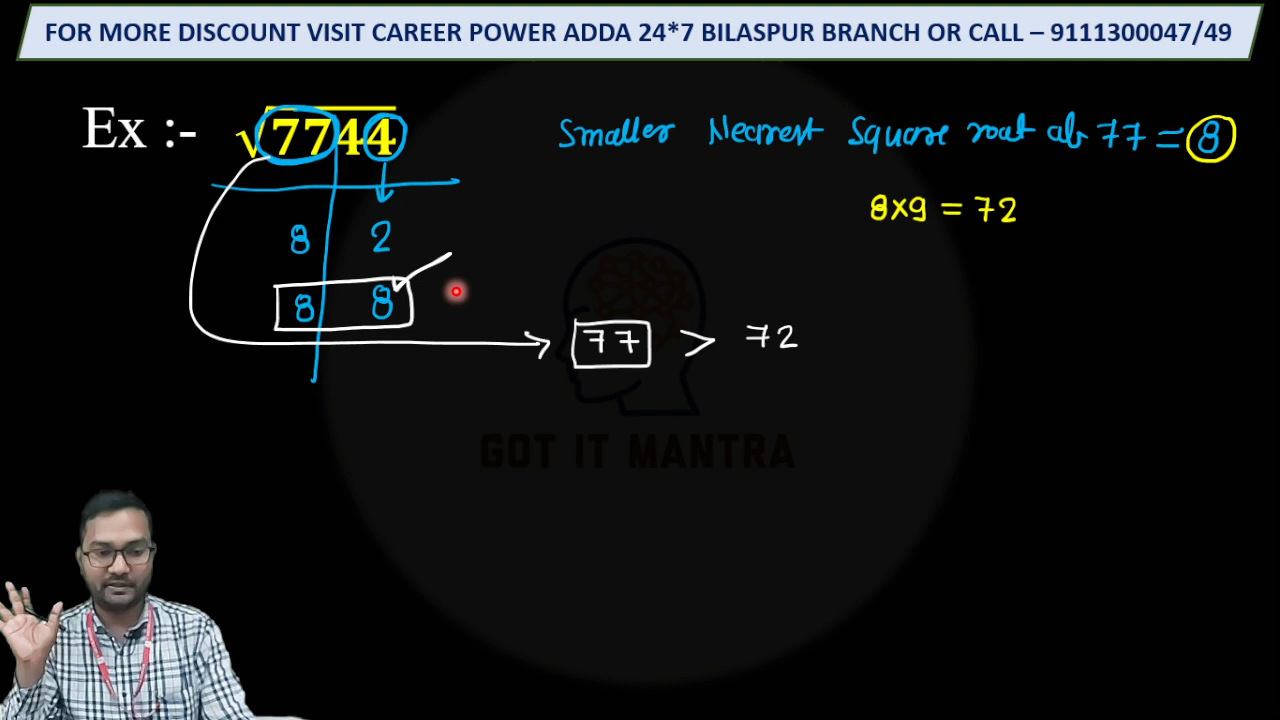 FOR MORE DISCOUNT VISIT CAREER POWER ADDA 24*7 BILASPUR BRANCH OR CALL – 9111300047/49
Ex :- √7744
Smaller Nearest Square root of 77 = 8
8×9 = 72
8 2
8 8
77 > 72
GOT IT MANTRA